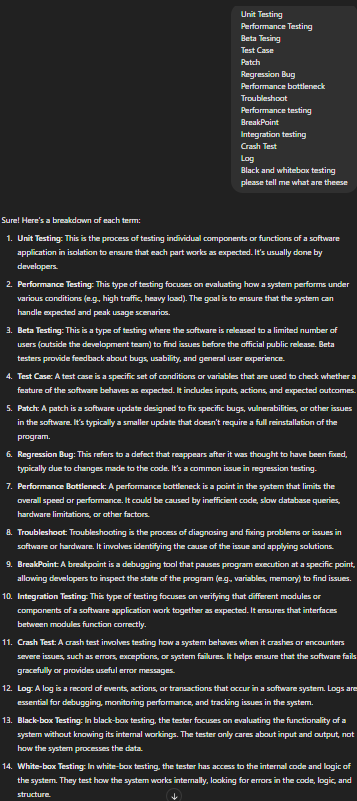 Unit Testing
Performance Testing
Beta Tesing
Test Case
Patch
Regression Bug
Performance bottleneck
Troubleshoot
Performance testing
BreakPoint
Integration testing
Crash Test
Log
Black and whitebox testing
please tell me what are theese
Sure! Here's a breakdown of each term:
1. Unit Testing: This is the process of testing individual components or functions of a software
application in isolation to ensure that each part works as expected. It's usually done by
developers.
2. Performance Testing: This type of testing focuses on evaluating how a system performs under
various conditions (e.g., high traffic, heavy load). The goal is to ensure that the system can
handle expected and peak usage scenarios.
3. Beta Testing: This is a type of testing where the software is released to a limited number of
users (outside the development team) to find issues before the official public release. Beta
testers provide feedback about bugs, usability, and general user experience.
4. Test Case: A test case is a specific set of conditions or variables that are used to check whether a
feature of the software behaves as expected. It includes inputs, actions, and expected outcomes.
5. Patch: A patch is a software update designed to fix specific bugs, vulnerabilities, or other issues
in the software. It's typically a smaller update that doesn't require a full reinstallation of the
program.
6. Regression Bug: This refers to a defect that reappears after it was thought to have been fixed,
typically due to changes made to the code. It's a common issue in regression testing.
7. Performance Bottleneck: A performance bottleneck is a point in the system that limits the
overall speed or performance. It could be caused by inefficient code, slow database queries,
hardware limitations, or other factors.
8. Troubleshoot: Troubleshooting is the process of diagnosing and fixing problems or issues in
software or hardware. It involves identifying the cause of the issue and applying solutions.
9. BreakPoint: A breakpoint is a debugging tool that pauses program execution at a specific point,
allowing developers to inspect the state of the program (e.g., variables, memory) to find issues.
10. Integration Testing: This type of testing focuses on verifying that different modules or
components of a software application work together as expected. It ensures that interfaces
between modules function correctly.
11. Crash Test: A crash test involves testing how a system behaves when it crashes or encounters
severe issues, such as errors, exceptions, or system failures. It helps ensure that the software fails
gracefully or provides useful error messages.
12. Log: A log is a record of events, actions, or transactions that occur in a software system. Logs are
essential for debugging, monitoring performance, and tracking issues in the system.
13. Black-box Testing: In black-box testing, the tester focuses on evaluating the functionality of a
system without knowing its internal workings. The tester only cares about input and output, not
how the system processes the data.
14. White-box Testing: In white-box testing, the tester has access to the internal code and logic of
the system. They test how the system works internally, looking for errors in the code, logic, and
structure.